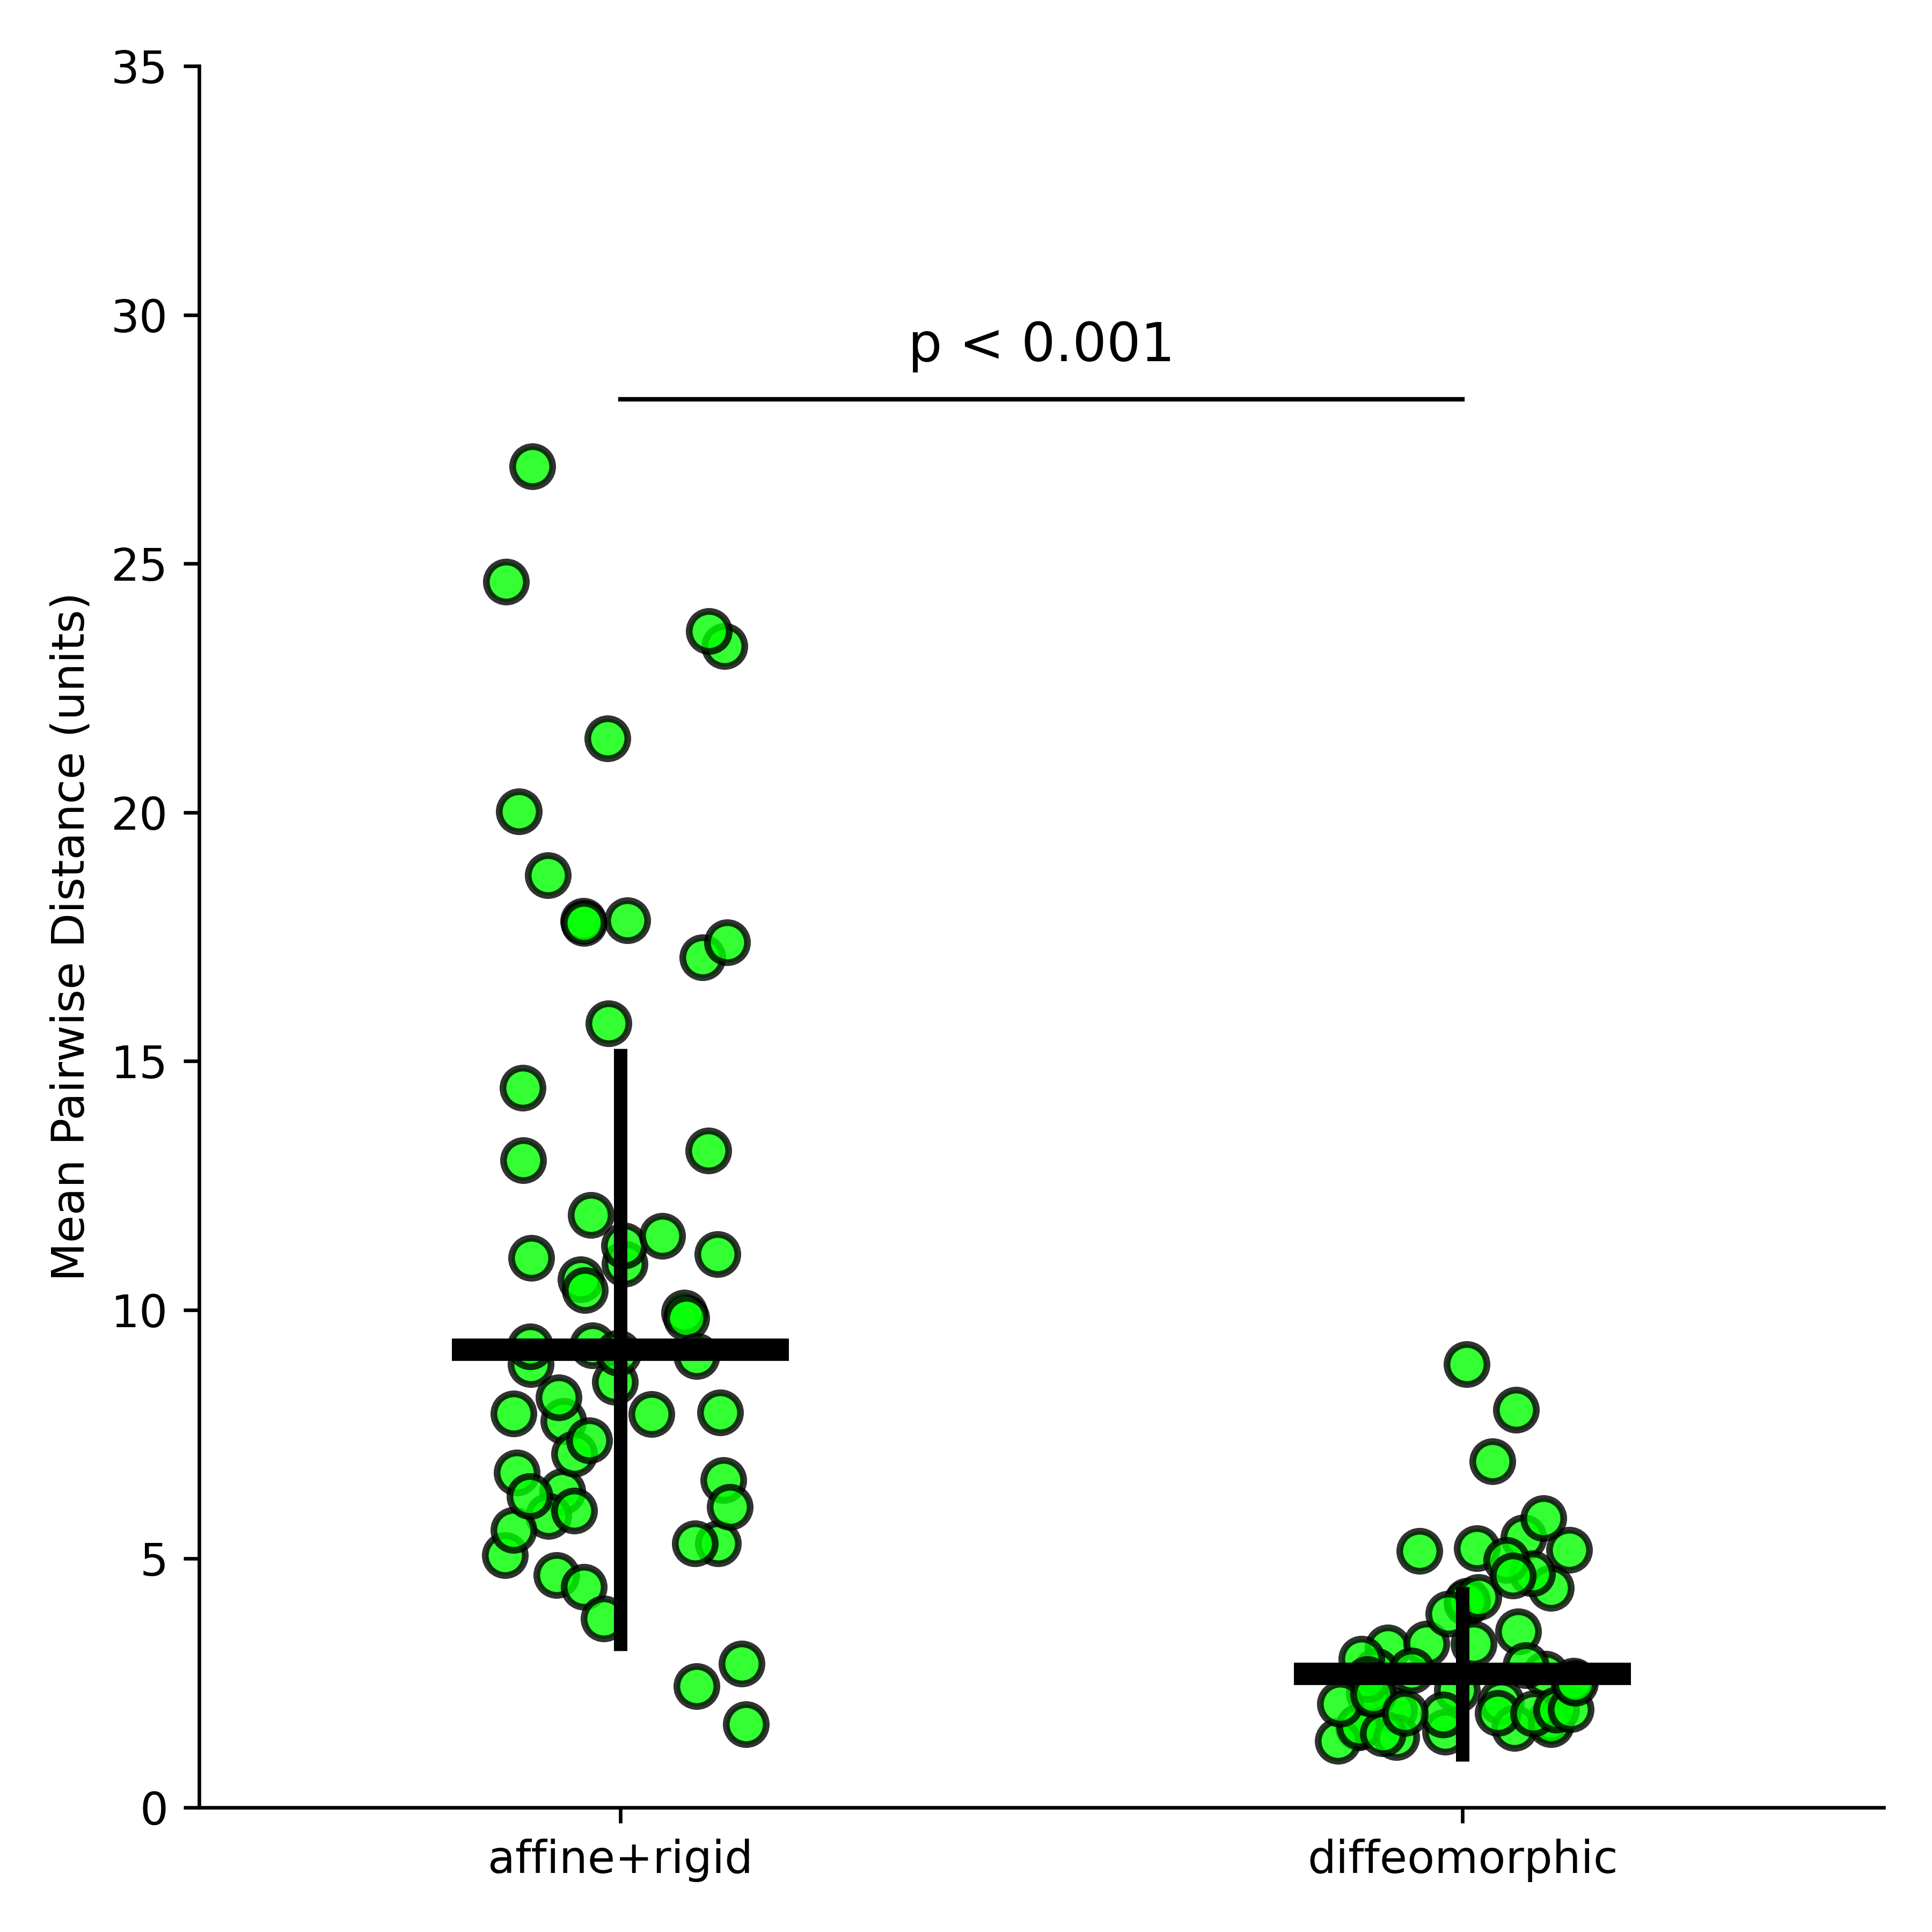 35
30
p < 0.001
25
20
Mean Pairwise Distance (units)
15
10
5
0
affine+rigid
diffeomorphic